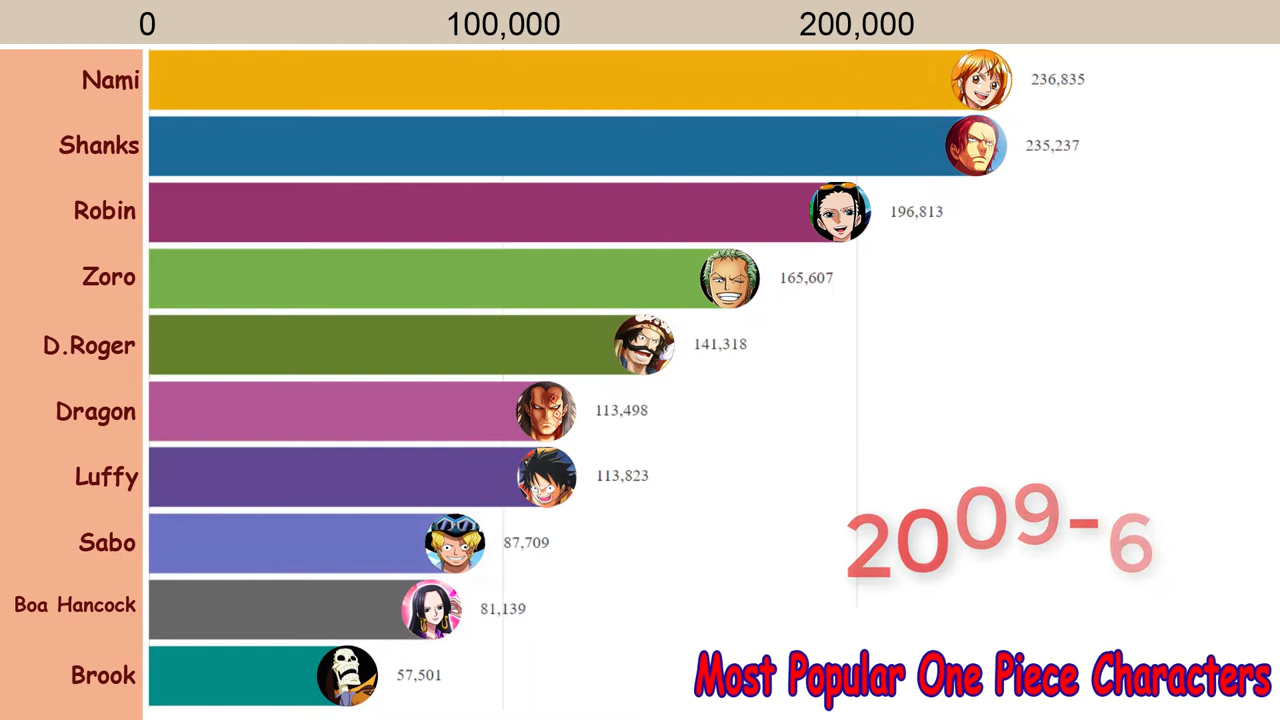 0 100,000 200,000
Nami 236,835
Shanks 235,237
Robin 196,813
Zoro 165,607
D.Roger 141,318
Dragon 113,498
Luffy 113,823
Sabo 87,709
Boa Hancock 81,139
Brook 57,501
2009-6
Most Popular One Piece Characters